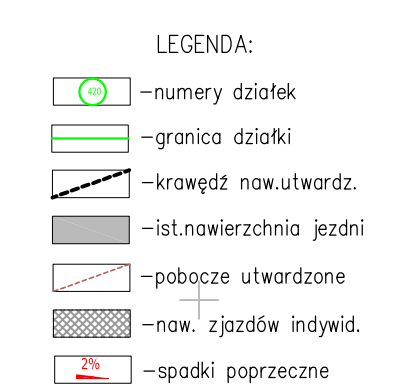 LEGENDA:
420 -numery działek
-granica działki
-krawędź naw.utwardz.
-ist.nawierzchnia jezdni
-pobocze utwardzone
-naw. zjazdów indywid.
2% -spadki poprzeczne